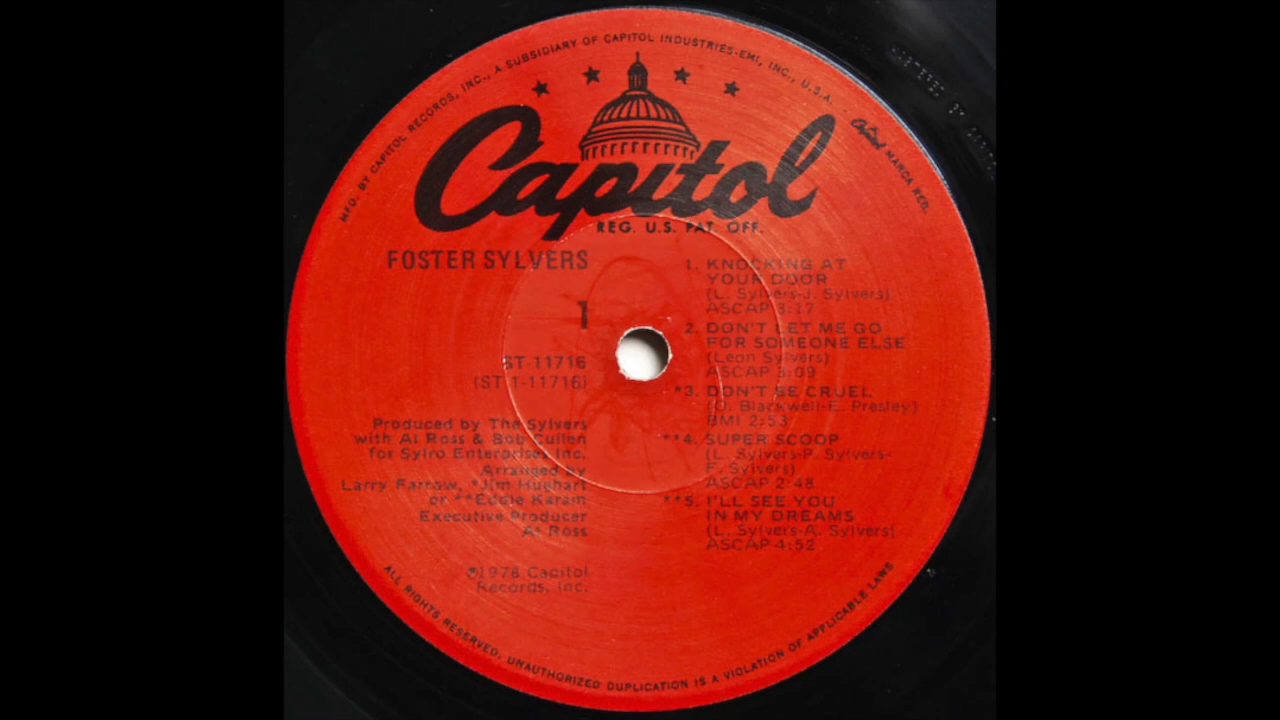 MFG. BY CAPITOL RECORDS, INC., A SUBSIDIARY OF CAPITOL INDUSTRIES-EMI, INC., U.S.A. · Capitol MARCA REG.
Capitol
REG. U.S. PAT. OFF.
FOSTER SYLVERS
1
ST-11716
(ST-1-11716)
Produced by The Sylvers
with Al Ross & Bob Cullen
for Sylro Enterprises Inc.
Arranged by
Larry Farrow, *Jim Hughart
or **Eddie Karam
Executive Producer
Al Ross
℗1978 Capitol
Records, Inc.
1. KNOCKING AT
YOUR DOOR
(L. Sylvers-J. Sylvers)
ASCAP 3:17
2. DON'T LET ME GO
FOR SOMEONE ELSE
(Leon Sylvers)
ASCAP 3:09
*3. DON'T BE CRUEL
(O. Blackwell-E. Presley)
BMI 2:53
**4. SUPER SCOOP
(L. Sylvers-P. Sylvers-
F. Sylvers)
ASCAP 2:48
**5. I'LL SEE YOU
IN MY DREAMS
(L. Sylvers-A. Sylvers)
ASCAP 4:52
ALL RIGHTS RESERVED, UNAUTHORIZED DUPLICATION IS A VIOLATION OF APPLICABLE LAWS